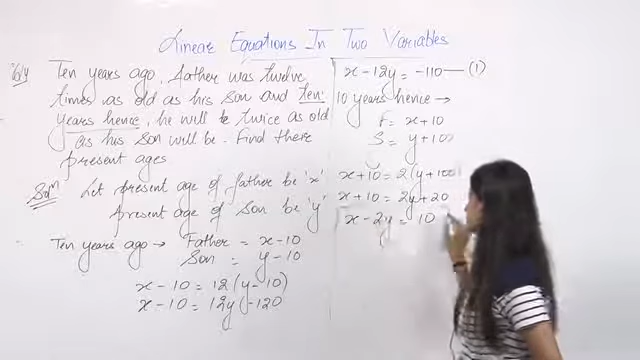 Linear Equations In Two Variables
Ten years ago, father was twelve
times as old as his son and ten
years hence, he will be twice as old
as his son will be. Find there
present ages.
Solⁿ Let present age of father be 'x'
present age of son be 'y'
Ten years ago → Father = x-10
Son = y-10
x-10 = 12(y-10)
x-10 = 12y-120
x-12y = -110 — (1)
10 years hence →
F = x+10
S = y+10
x+10 = 2(y+10)
x+10 = 2y+20
x-2y = 10